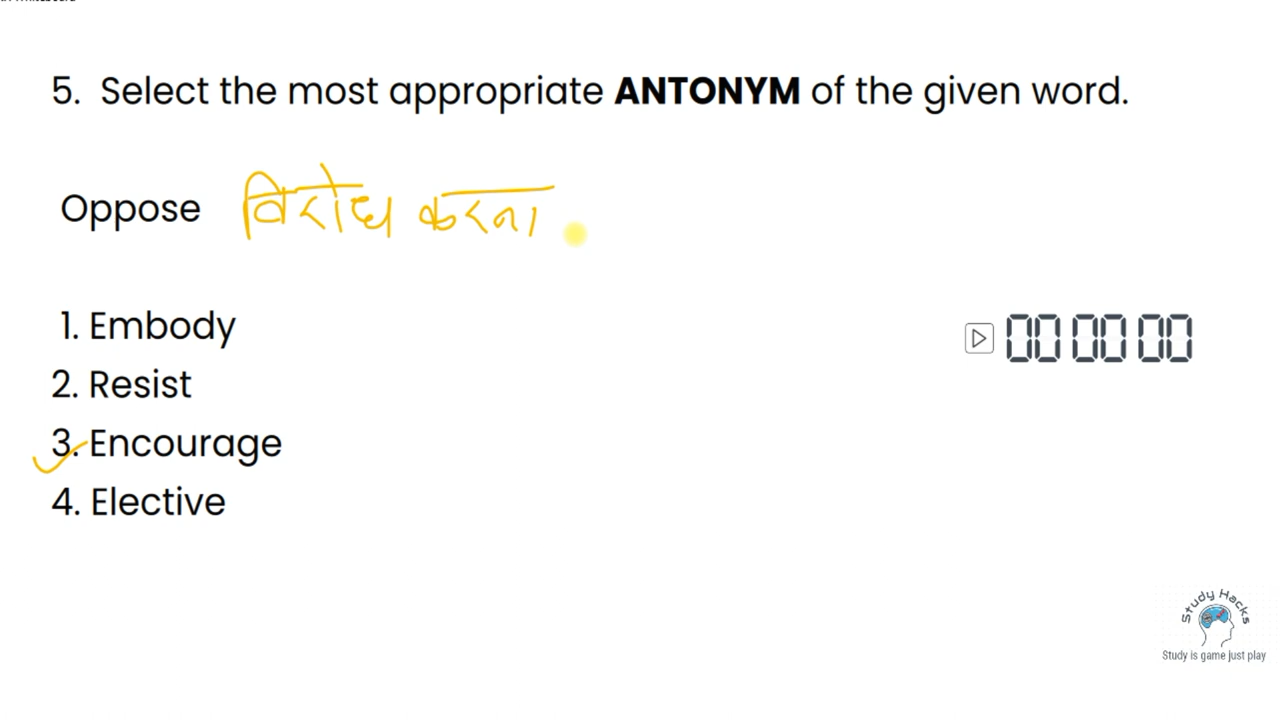 5. Select the most appropriate ANTONYM of the given word.
Oppose विरोध करना
1. Embody
2. Resist
3. Encourage
4. Elective
00 00 00
Study Hacks
Study is game just play